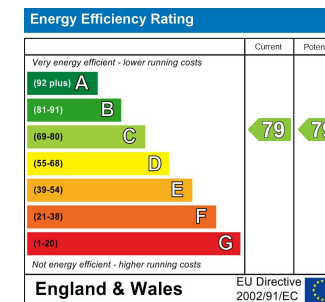 Energy Efficiency Rating
Current
Very energy efficient - lower running costs
(92 plus) A
(81-91) B
(69-80) C
79
(55-68) D
(39-54) E
(21-38) F
(1-20) G
Not energy efficient - higher running costs
England & Wales
EU Directive
2002/91/EC